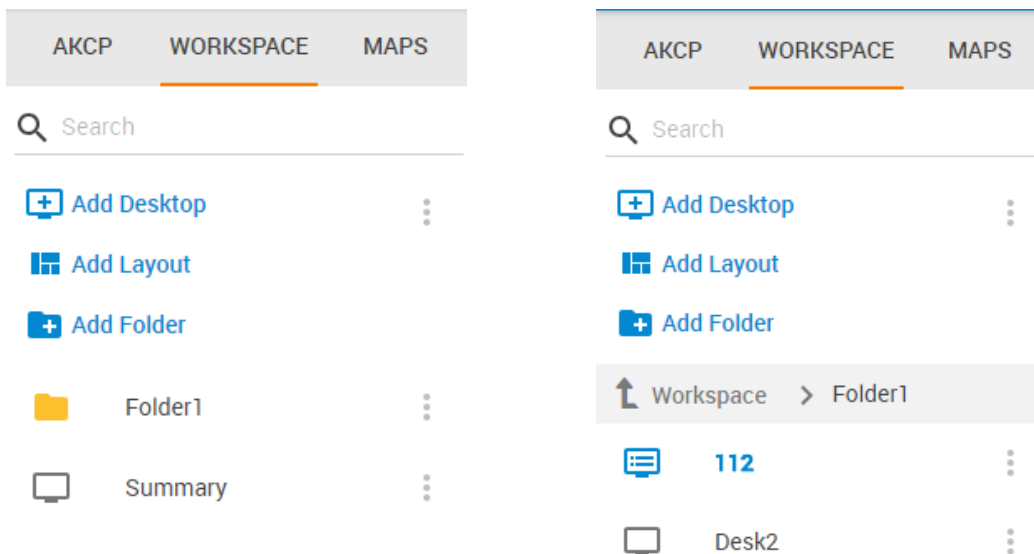 AKCP WORKSPACE MAPS
Search
Add Desktop
Add Layout
Add Folder
Folder1
Summary
AKCP WORKSPACE MAPS
Search
Add Desktop
Add Layout
Add Folder
Workspace > Folder1
112
Desk2